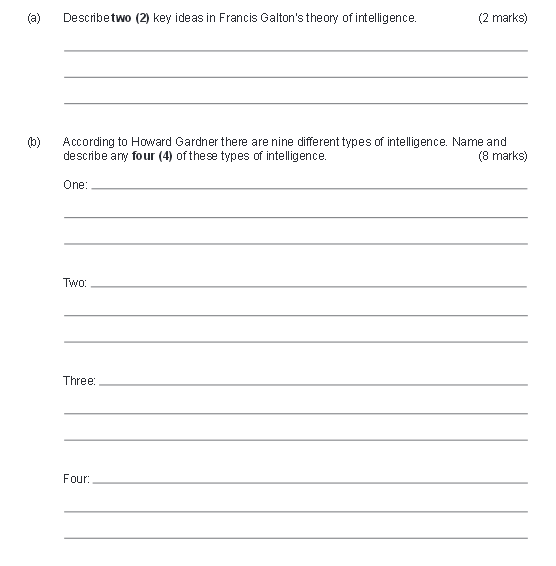 (a) Describe two (2) key ideas in Francis Galton's theory of intelligence. (2 marks)
(b) According to Howard Gardner there are nine different types of intelligence. Name and
describe any four (4) of these types of intelligence. (8 marks)
One:
Two:
Three:
Four: